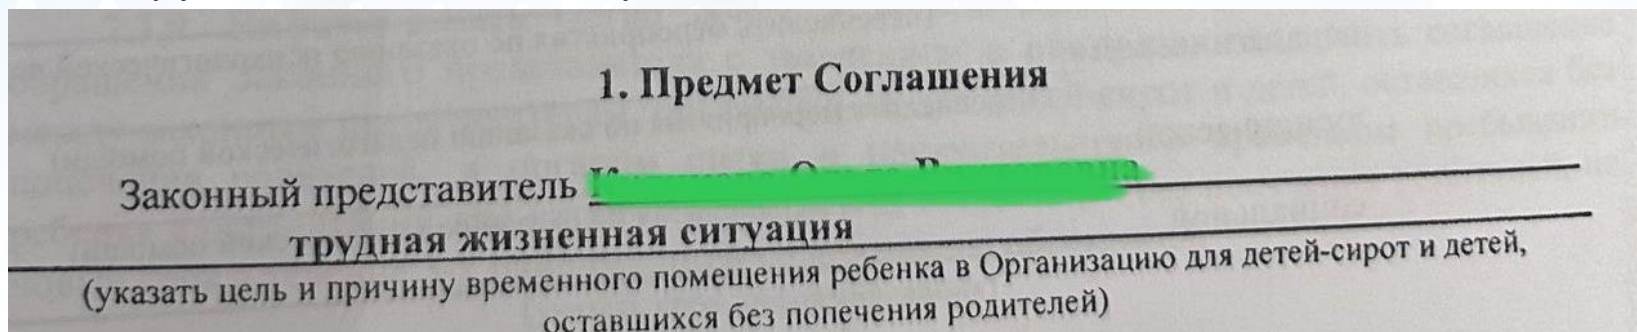 1. Предмет Соглашения
Законный представитель
трудная жизненная ситуация
(указать цель и причину временного помещения ребенка в Организацию для детей-сирот и детей,
оставшихся без попечения родителей)